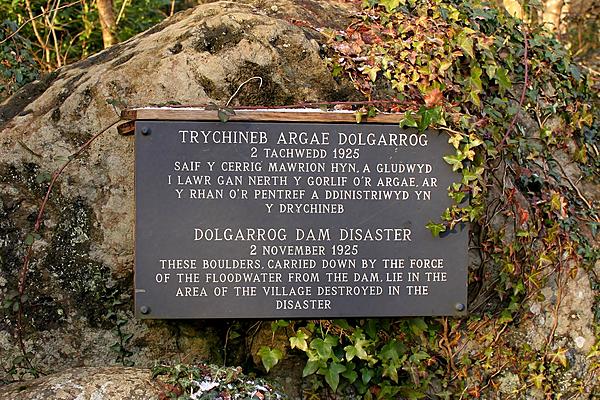 TRYCHINEB ARGAE DOLGARROG
2 TACHWEDD 1925
SAIF Y CERRIG MAWRION HYN, A GLUDWYD
I LAWR GAN NERTH Y GORLIF O'R ARGAE, AR
Y RHAN O'R PENTREF A DDINISTRIWYD YN
Y DRYCHINEB
DOLGARROG DAM DISASTER
2 NOVEMBER 1925
THESE BOULDERS, CARRIED DOWN BY THE FORCE
OF THE FLOODWATER FROM THE DAM, LIE IN THE
AREA OF THE VILLAGE DESTROYED IN THE
DISASTER